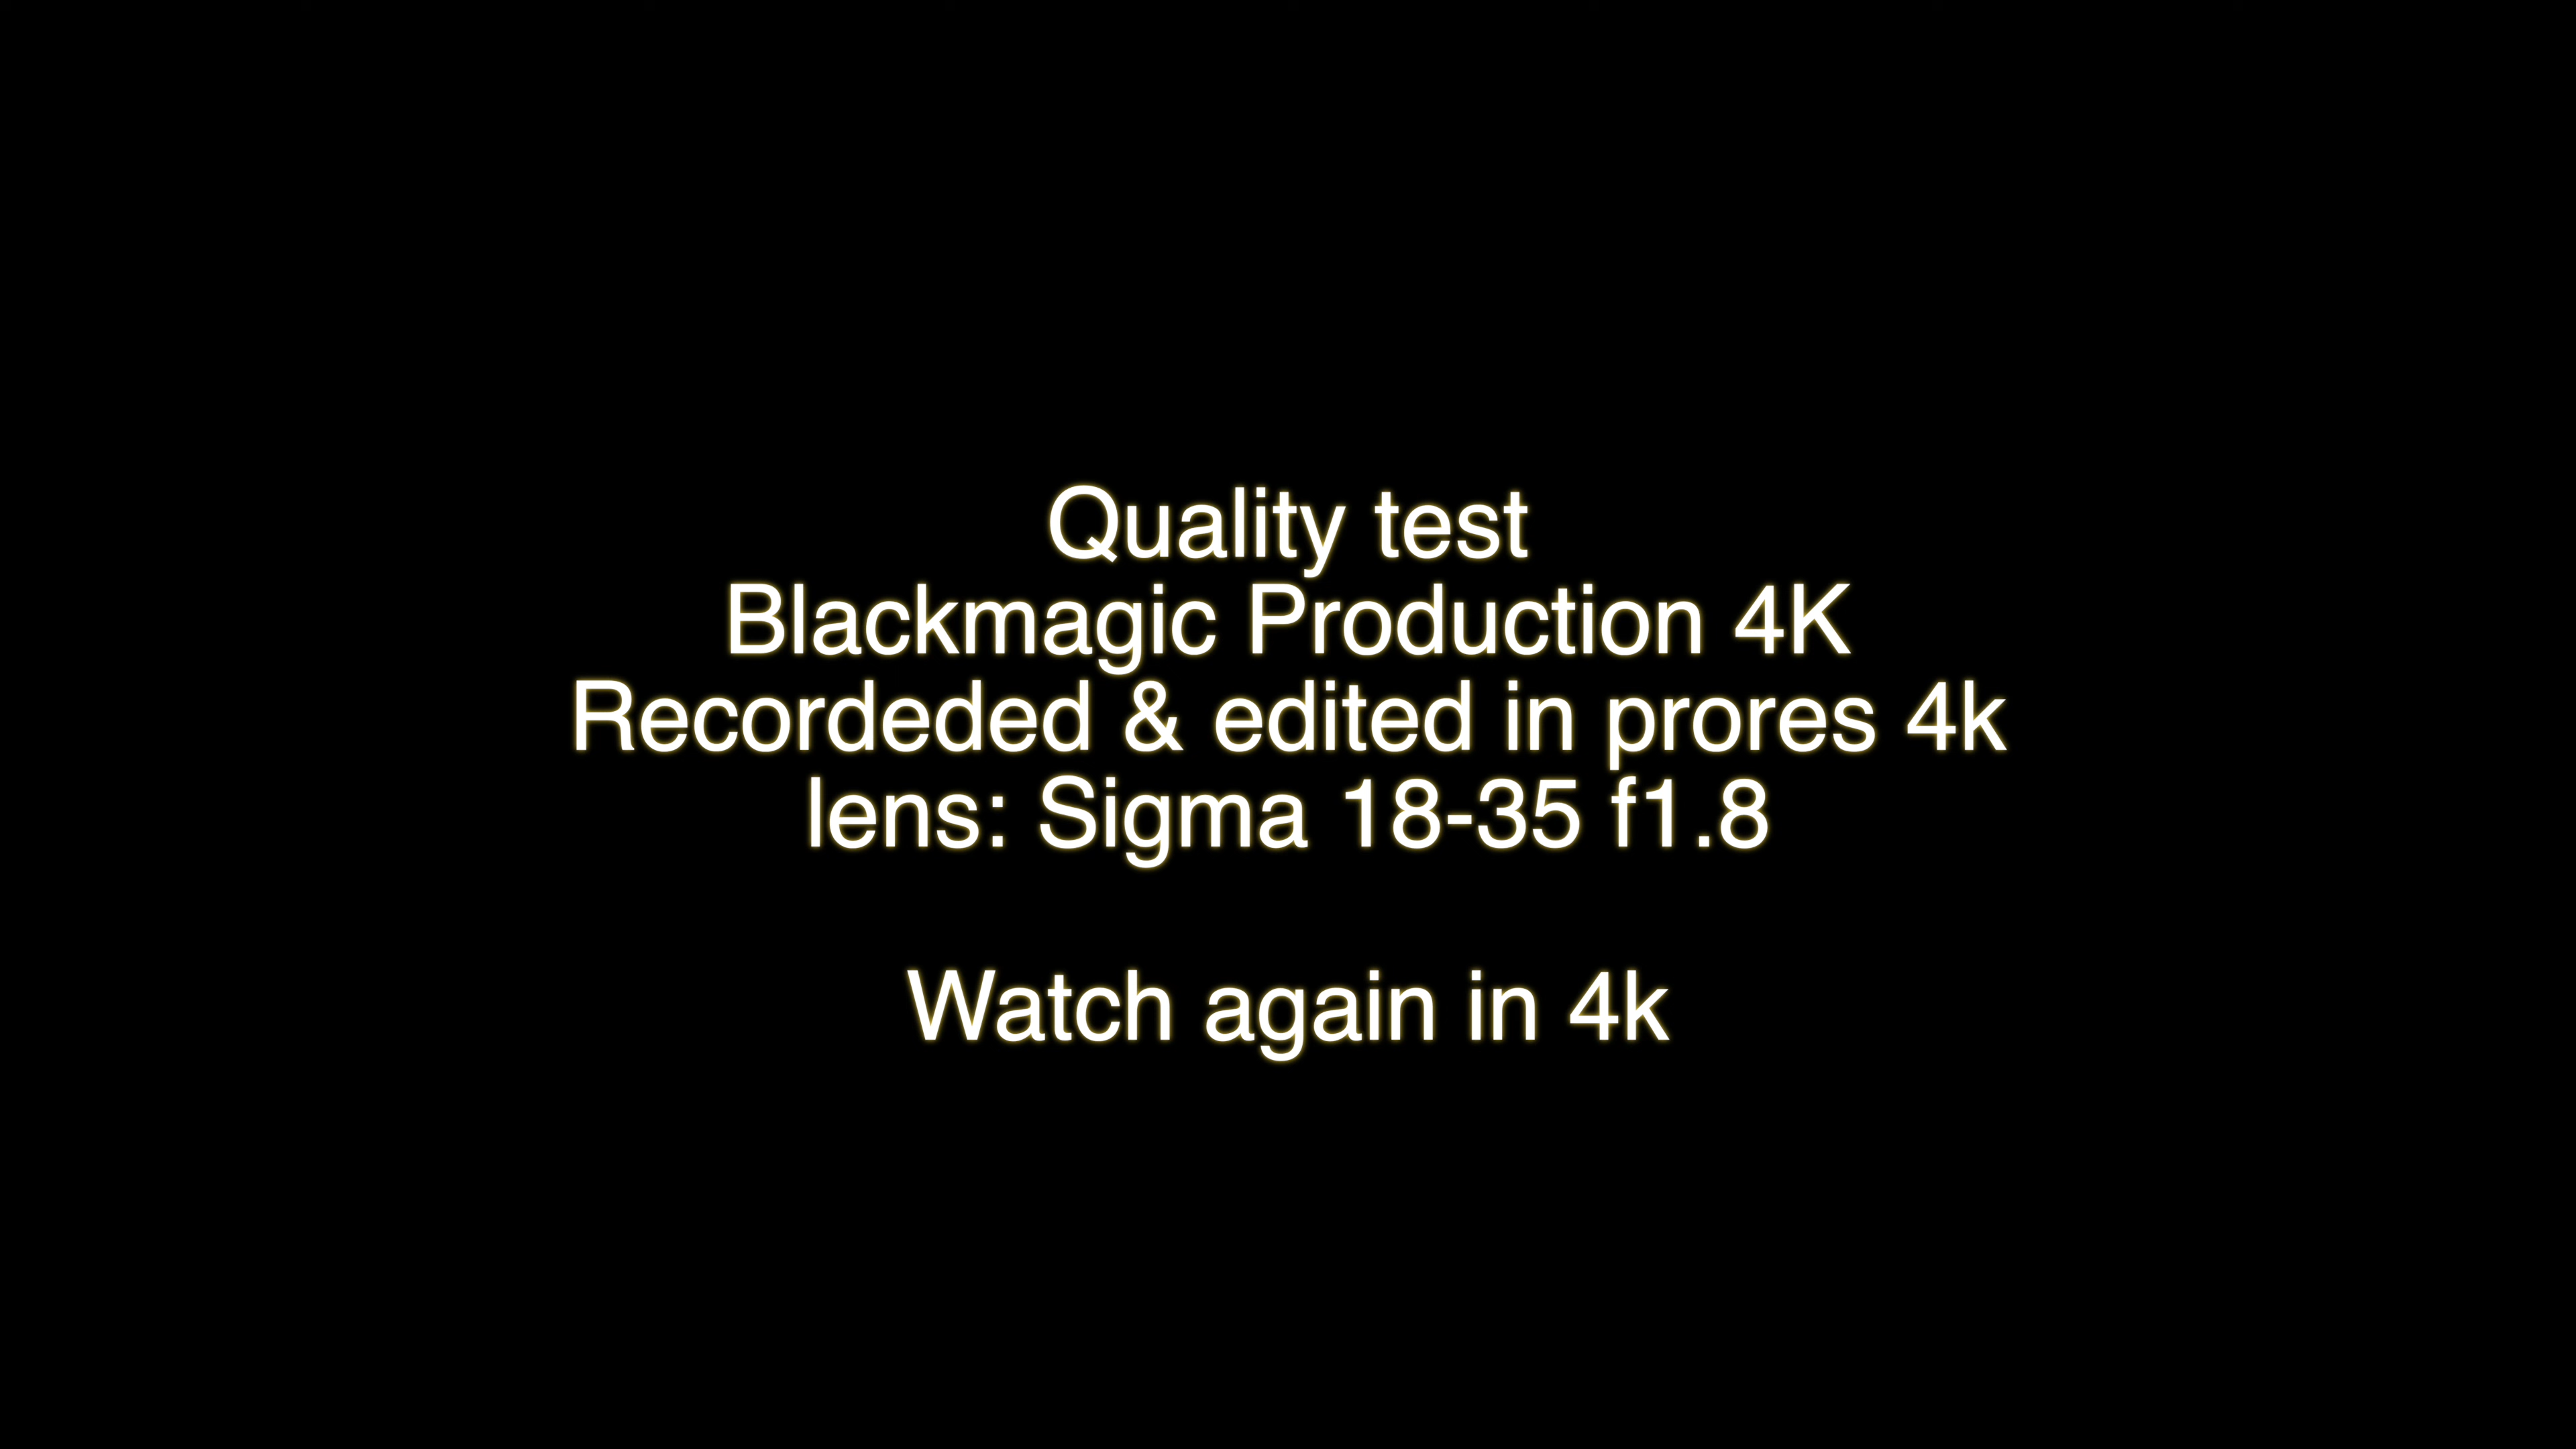 Quality test
Blackmagic Production 4K
Recordeded & edited in prores 4k
lens: Sigma 18-35 f1.8
Watch again in 4k